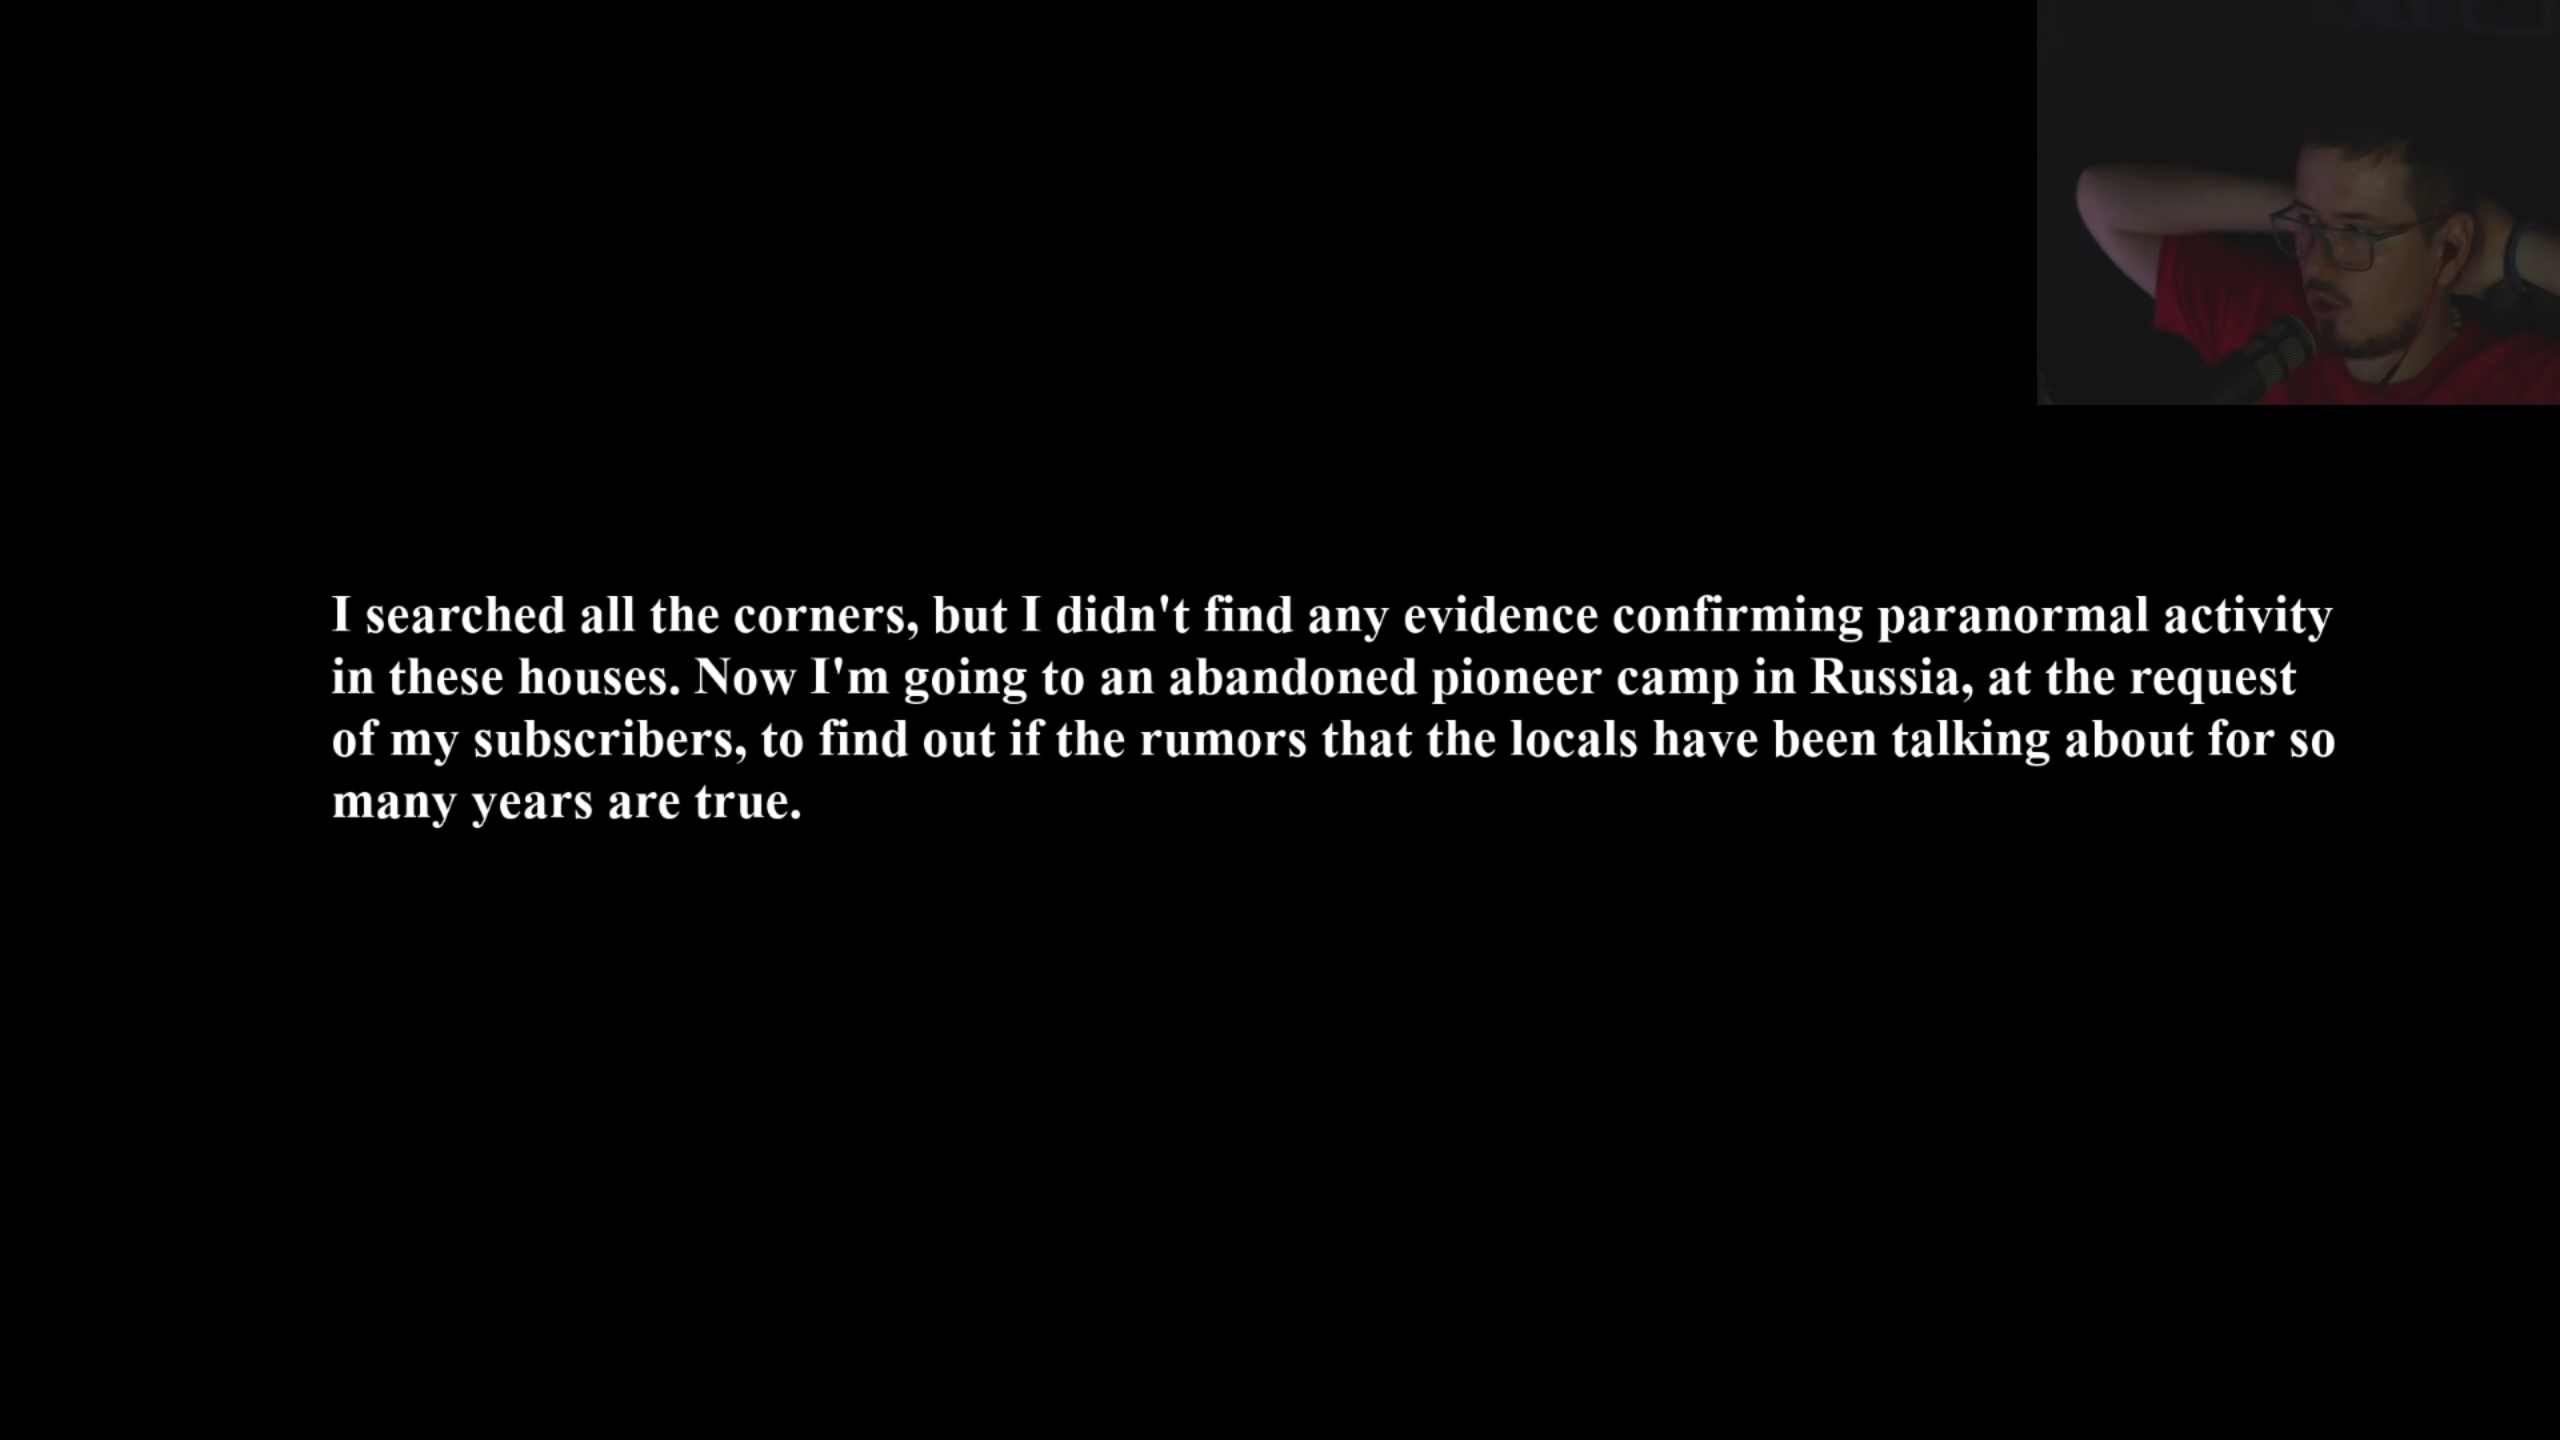 I searched all the corners, but I didn't find any evidence confirming paranormal activity
in these houses. Now I'm going to an abandoned pioneer camp in Russia, at the request
of my subscribers, to find out if the rumors that the locals have been talking about for so
many years are true.